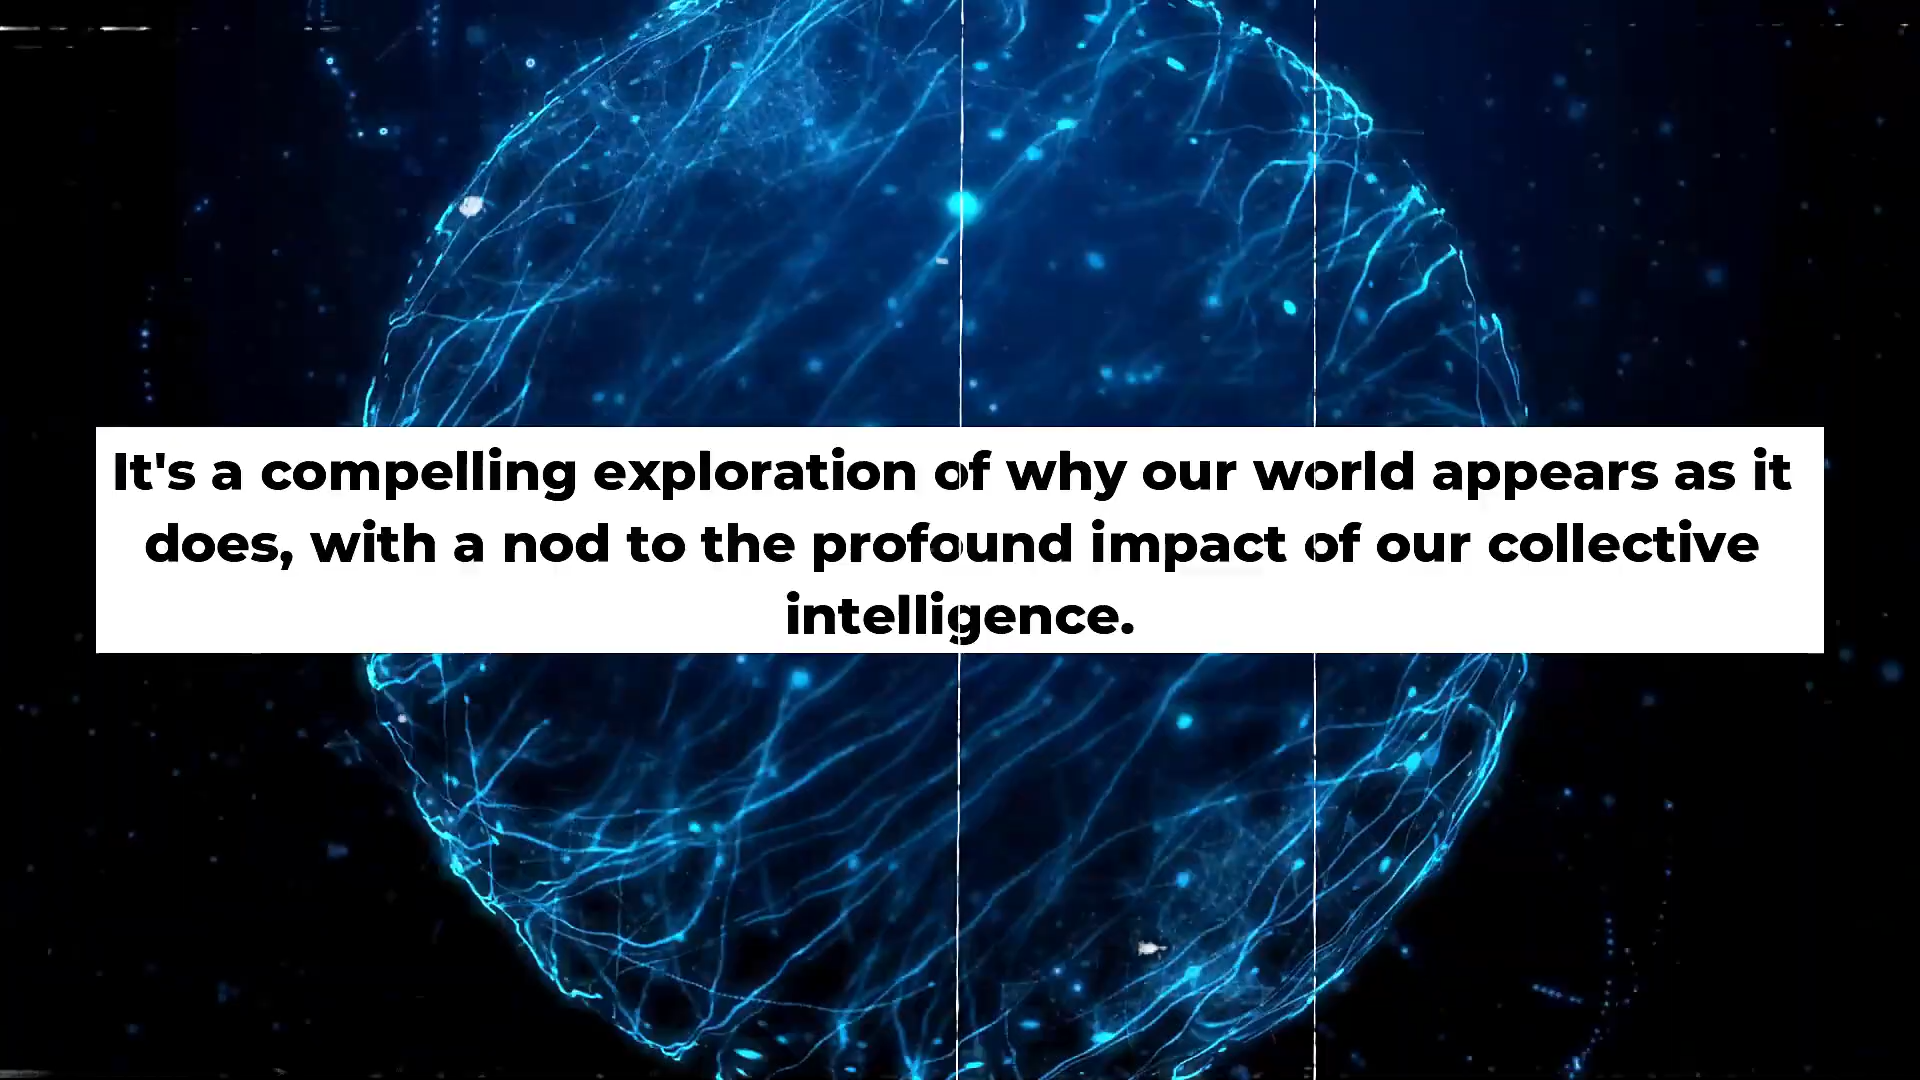 It's a compelling exploration of why our world appears as it
does, with a nod to the profound impact of our collective
intelligence.